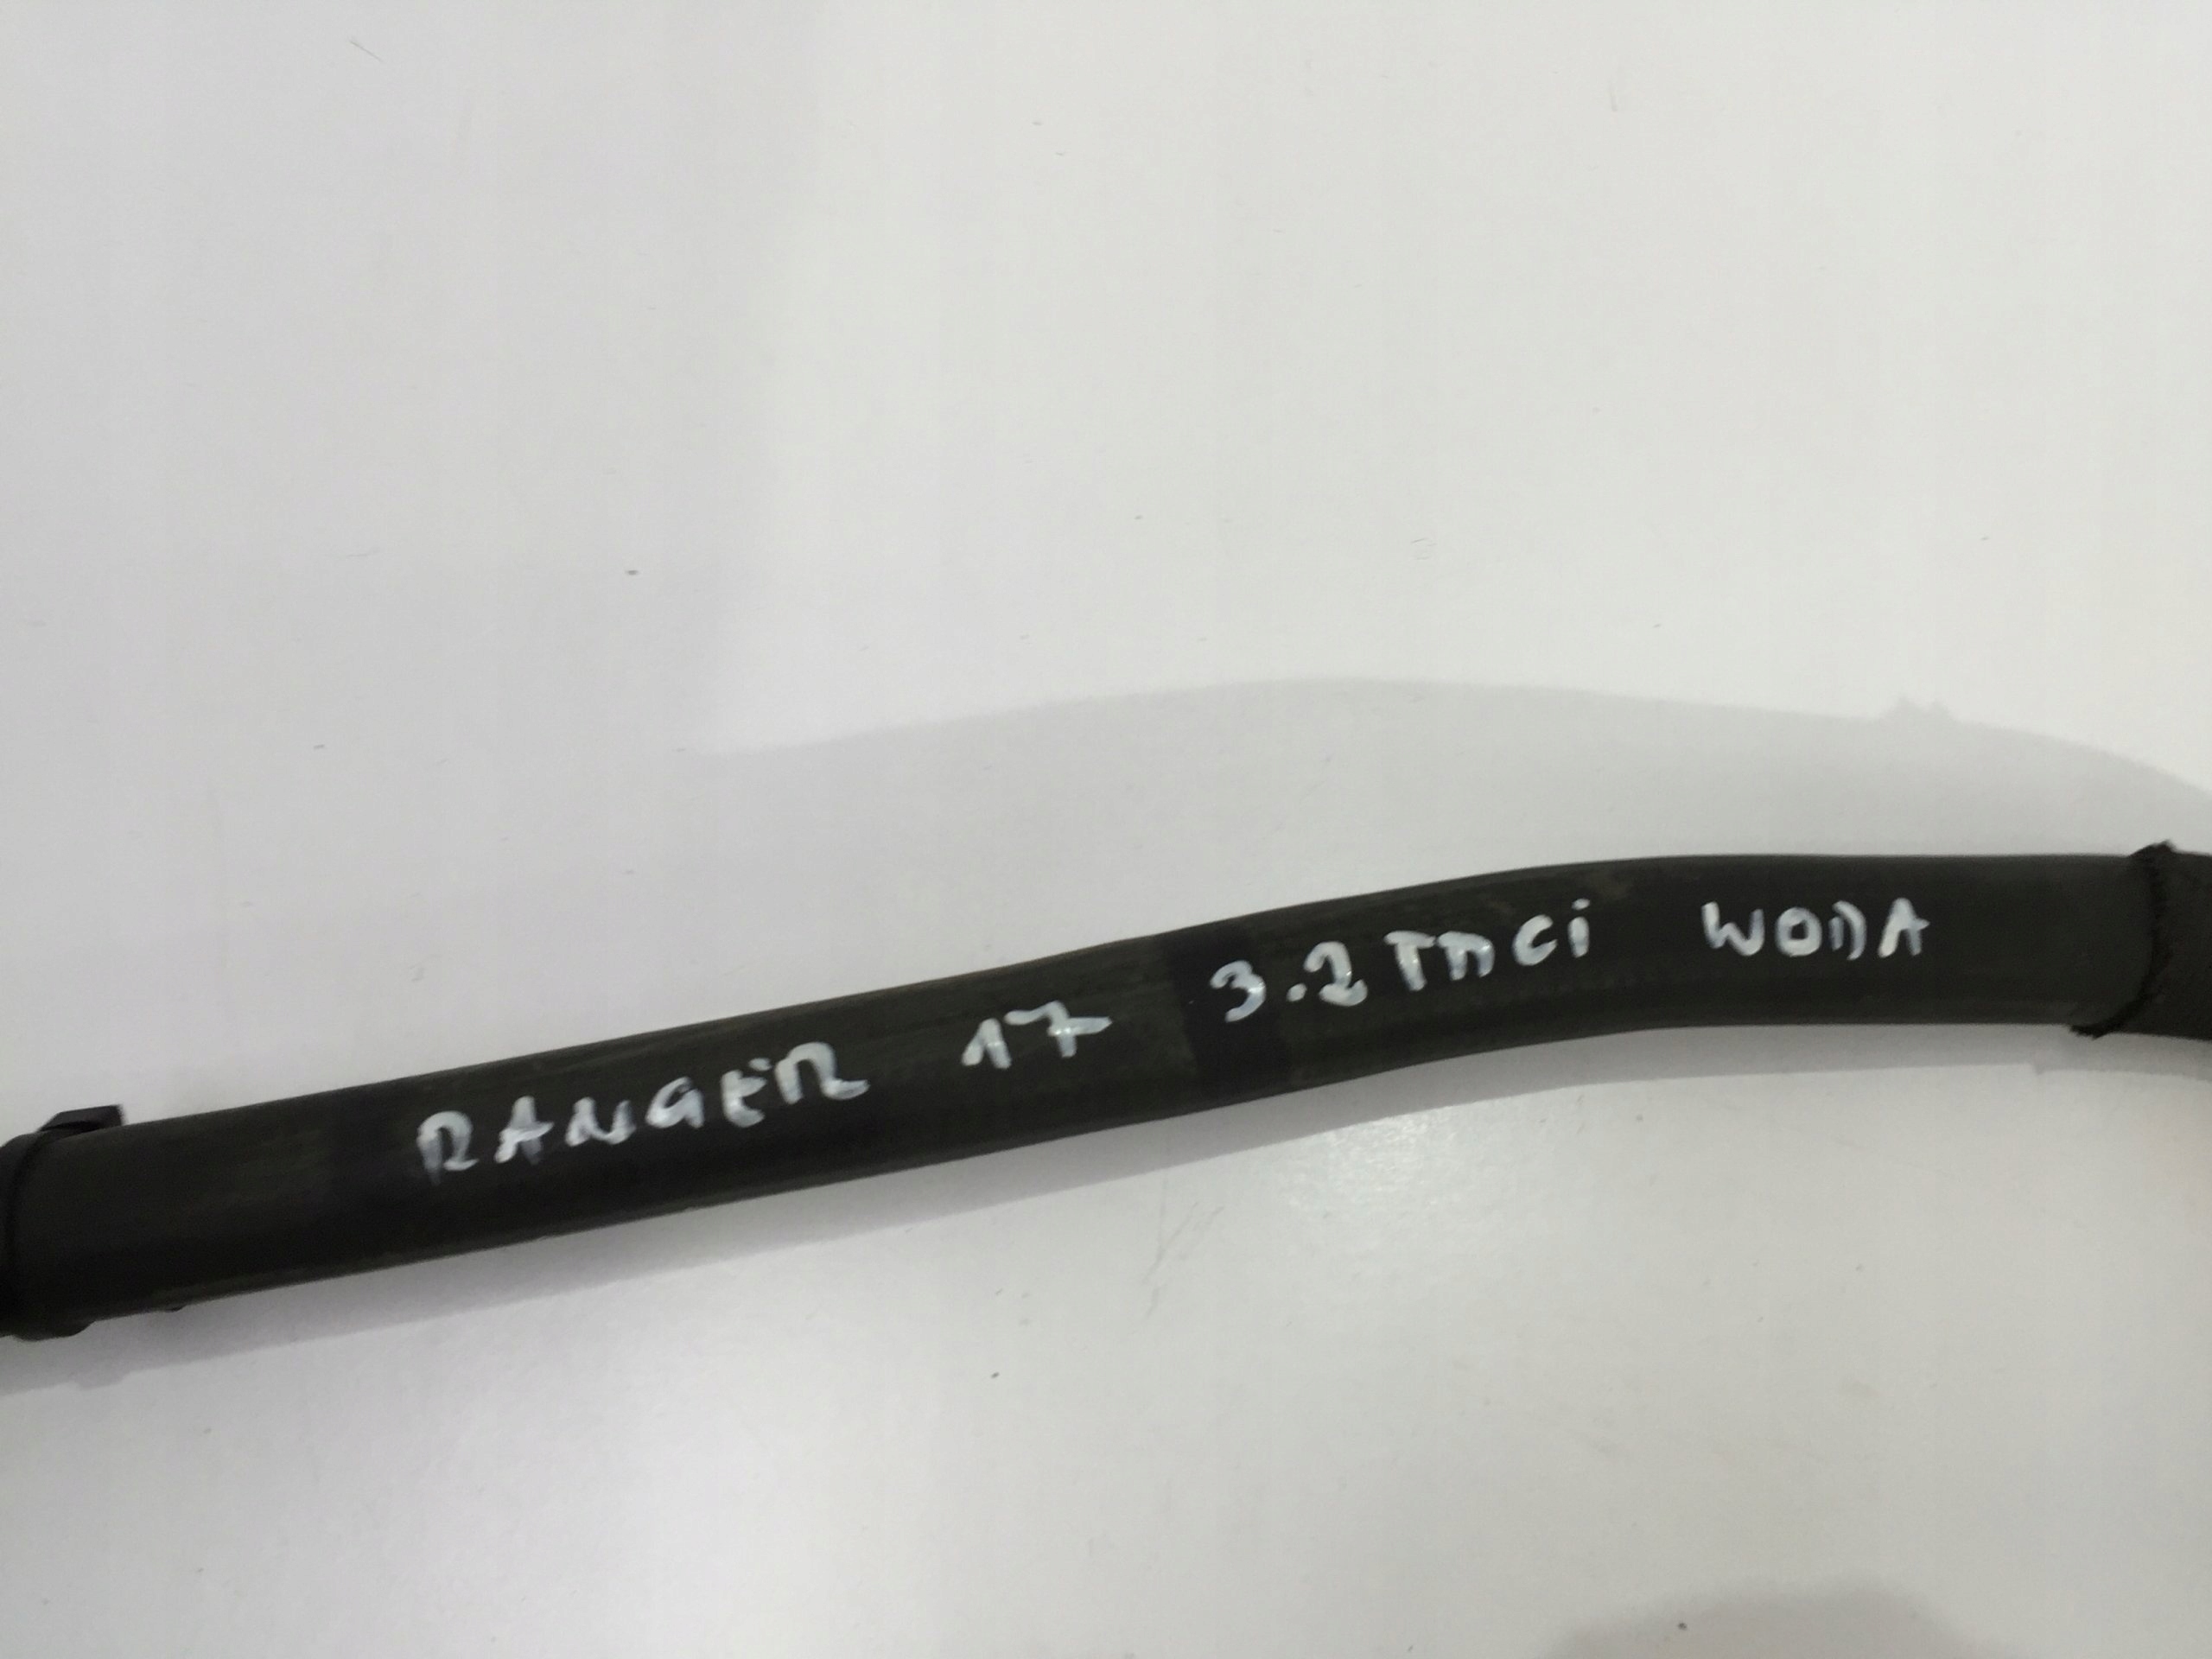 RANGER 17 3.2 TDCi WODA